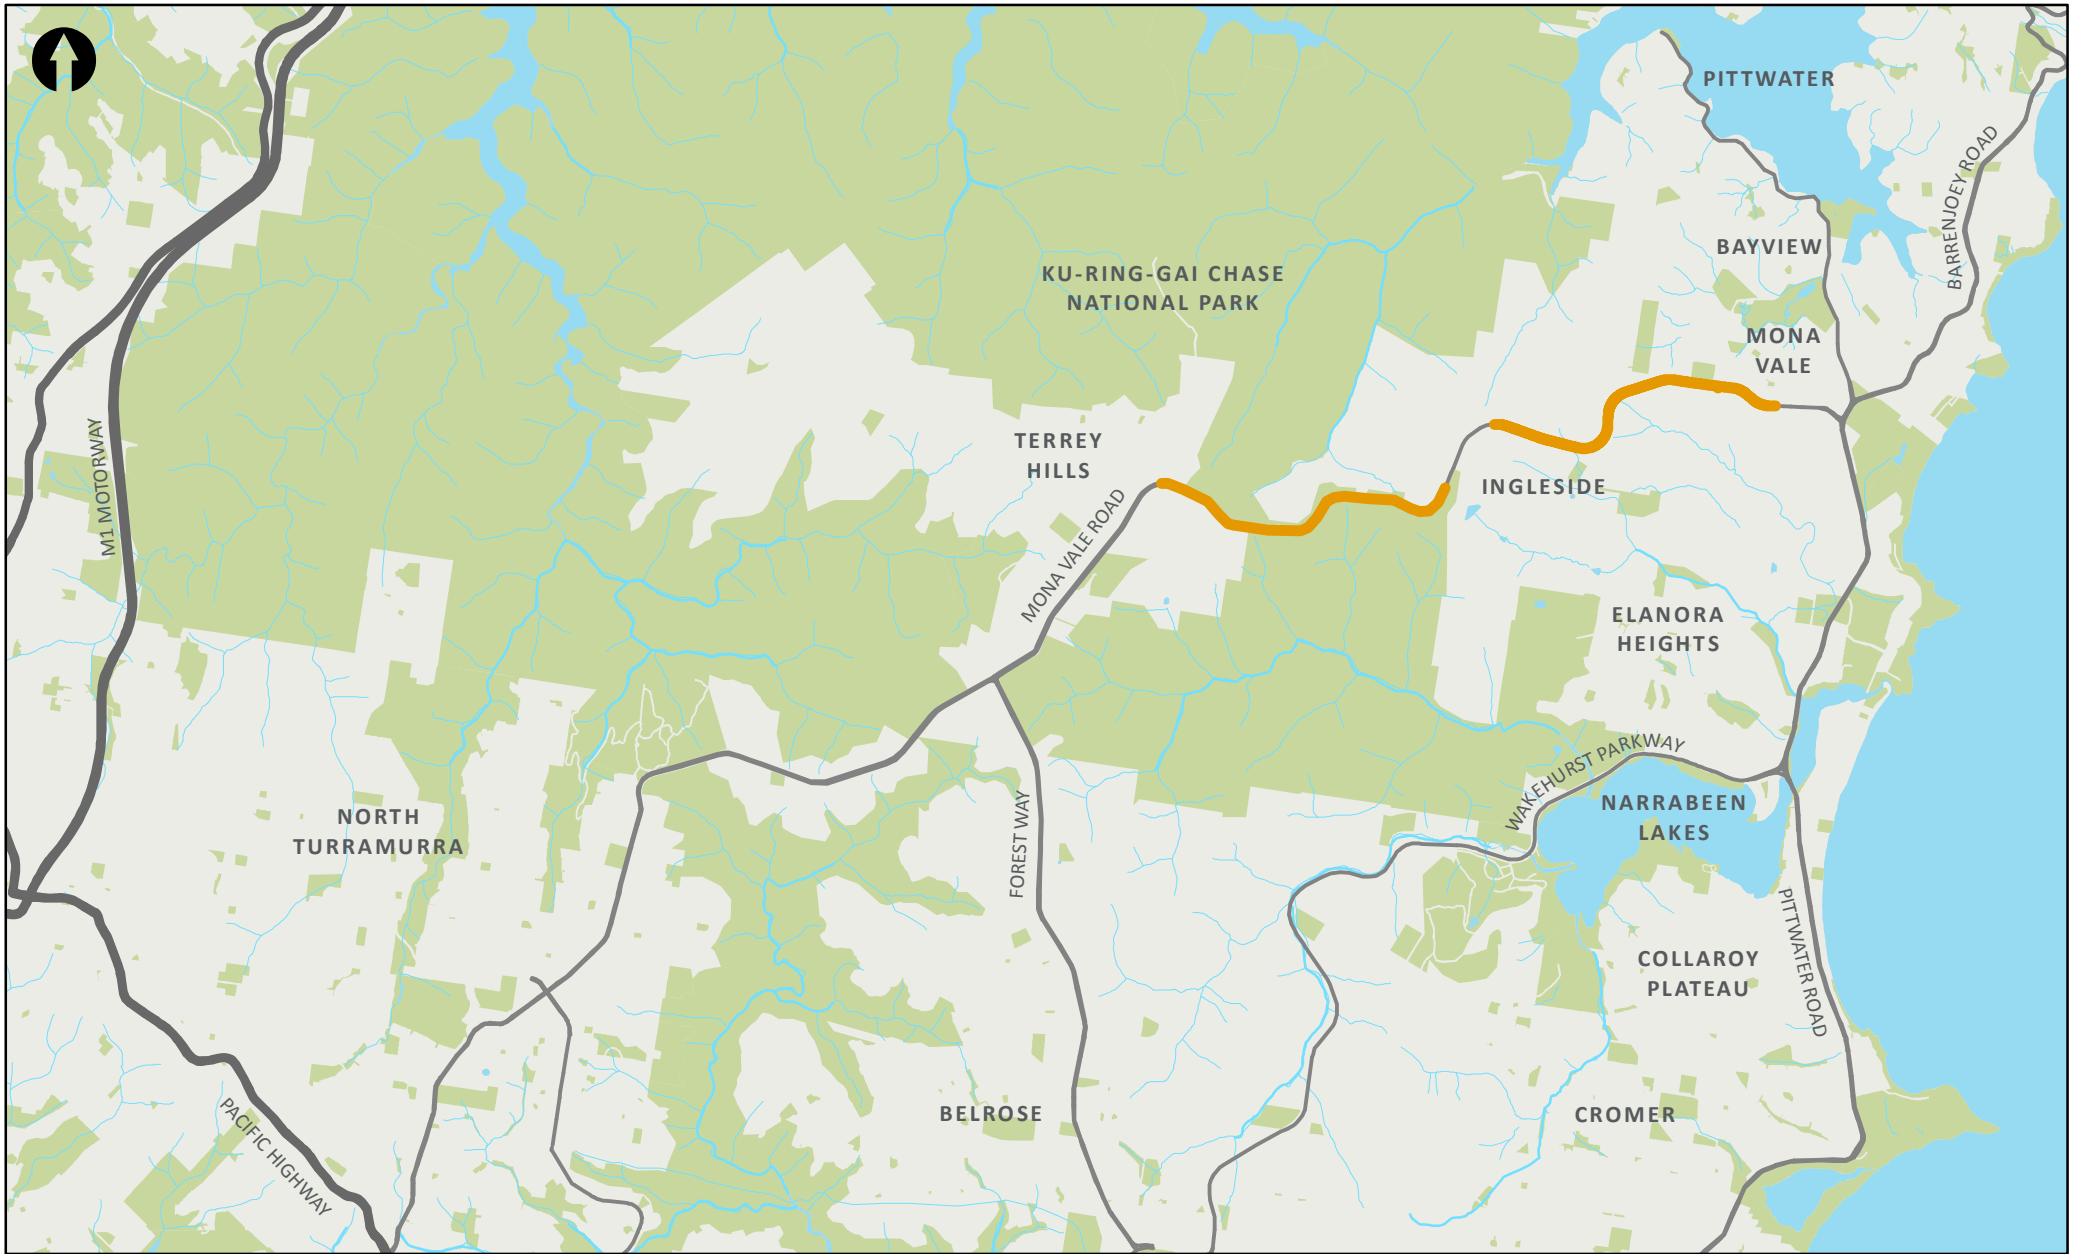 PITTWATER
BARRENJOEY ROAD
BAYVIEW
KU-RING-GAI CHASE
NATIONAL PARK
MONA
VALE
M1 MOTORWAY
TERREY
HILLS
MONA VALE ROAD
INGLESIDE
ELANORA
HEIGHTS
WAKEHURST PARKWAY
NARRABEEN
LAKES
NORTH
TURRAMURRA
FOREST WAY
PITTWATER ROAD
COLLAROY
PLATEAU
PACIFIC HIGHWAY
BELROSE
CROMER